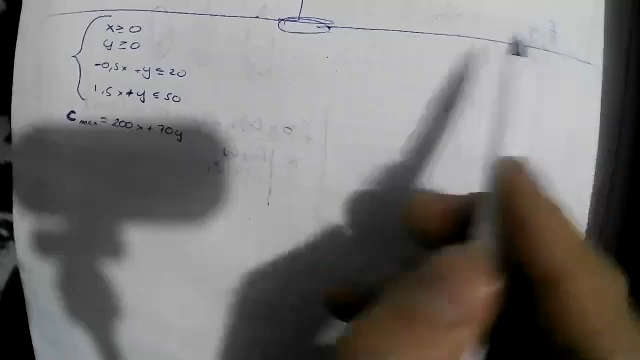 x ≥ 0
y ≥ 0
-0,5x + y ≤ 20
1,5x + y ≤ 50
C max = 200x + 70y